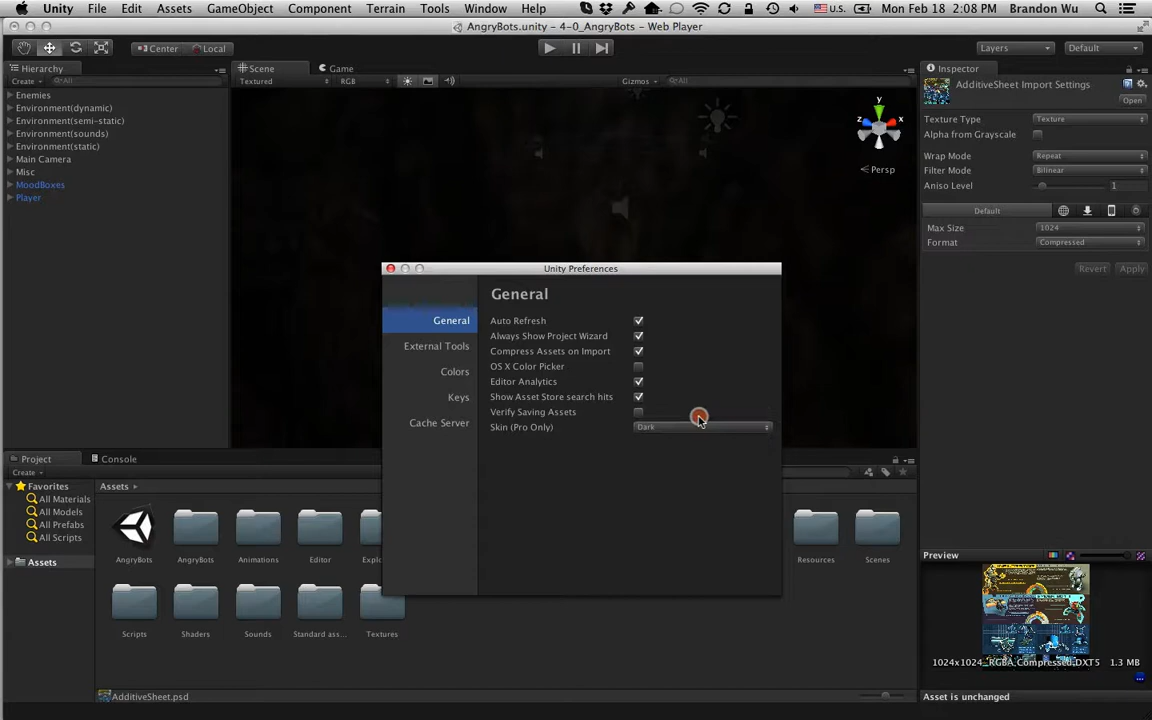 Unity File Edit Assets GameObject Component Terrain Tools Window Help U.S. Mon Feb 18 2:08 PM Brandon Wu
AngryBots.unity - 4-0_AngryBots - Web Player
Center Local Layers Default
Hierarchy
Create All
Enemies
Environment(dynamic)
Environment(semi-static)
Environment(sounds)
Environment(static)
Main Camera
Misc
MoodBoxes
Player
Scene Game
Textured RGB Gizmos All
y
z
x
Persp
Inspector
AdditiveSheet Import Settings
Open
Texture Type Texture
Alpha from Grayscale
Wrap Mode Repeat
Filter Mode Bilinear
Aniso Level 1
Default
Max Size 1024
Format Compressed
Revert Apply
Unity Preferences
General
External Tools
Colors
Keys
Cache Server
General
Auto Refresh
Always Show Project Wizard
Compress Assets on Import
OS X Color Picker
Editor Analytics
Show Asset Store search hits
Verify Saving Assets
Skin (Pro Only) Dark
Project Console
Create
Favorites
All Materials
All Models
All Prefabs
All Scripts
Assets
Assets
AngryBots AngryBots Animations Editor Explo Resources Scenes
Scripts Shaders Sounds Standard ass... Textures
AdditiveSheet.psd
Preview
1024x1024 RGBA Compressed DXT5 1.3 MB
Asset is unchanged